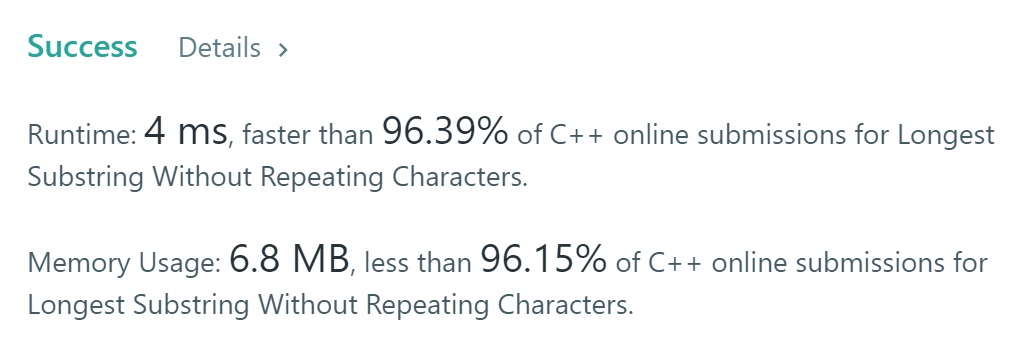 Success Details >
Runtime: 4 ms, faster than 96.39% of C++ online submissions for Longest
Substring Without Repeating Characters.
Memory Usage: 6.8 MB, less than 96.15% of C++ online submissions for
Longest Substring Without Repeating Characters.